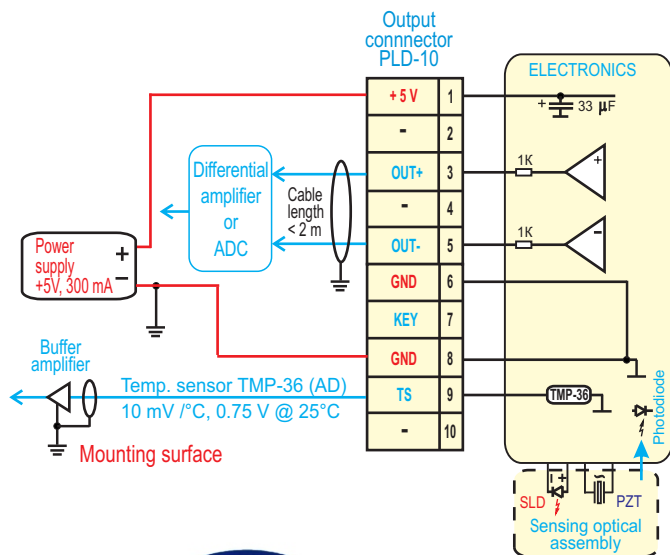 Output
connnector
PLD-10
ELECTRONICS
+ 5 V 1
+ 33 µF
- 2
Differential
amplifier
or
ADC
Cable
length
< 2 m
OUT+ 3
1K
+
- 4
OUT- 5
1K
-
Power
supply
+5V, 300 mA
+
-
GND 6
KEY 7
GND 8
Buffer
amplifier
Temp. sensor TMP-36 (AD)
10 mV /°C, 0.75 V @ 25°C
TS 9
TMP-36
Photodiode
- 10
Mounting surface
- +
SLD
PZT
Sensing optical
assembly